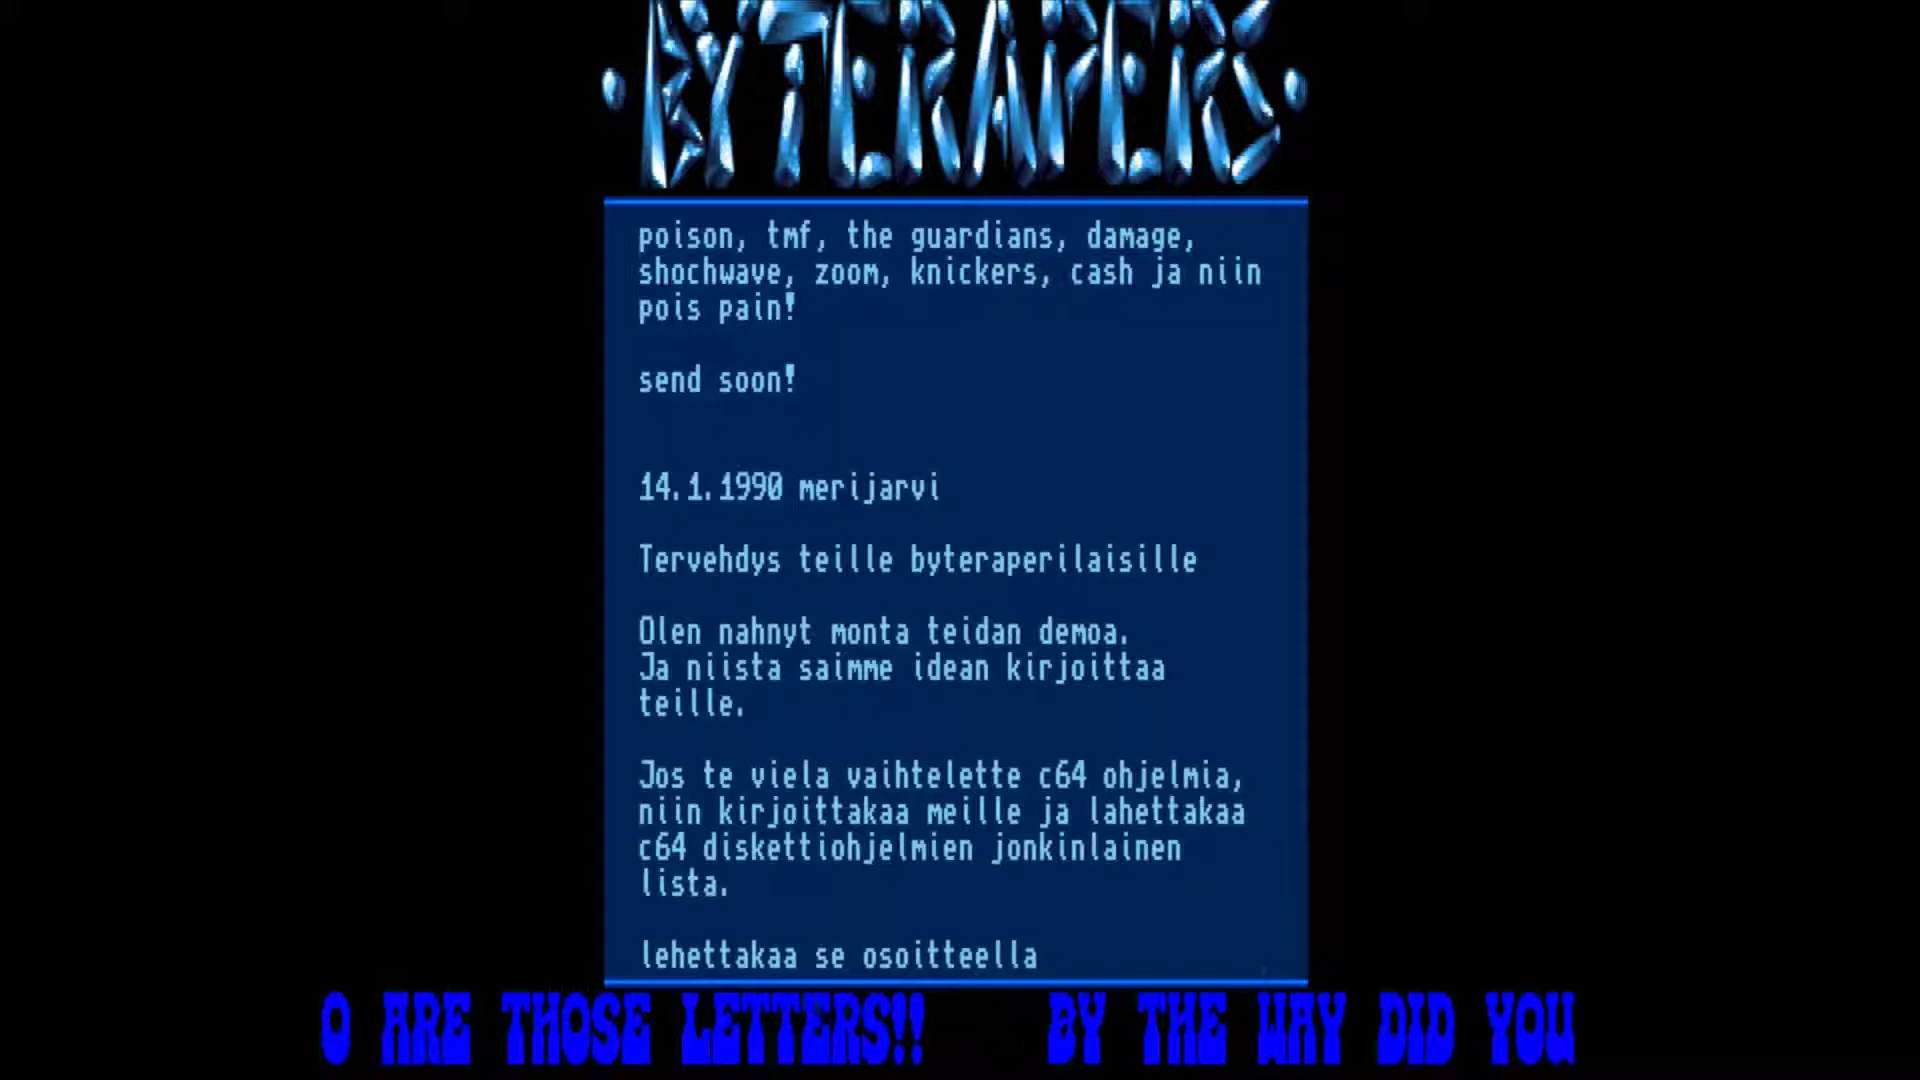 BYTERAPERS
poison, tmf, the guardians, damage,
shochwave, zoom, knickers, cash ja niin
pois pain!
send soon!
14.1.1990 merijarvi
Tervehdys teille byteraperilaisille
Olen nahnyt monta teidan demoa.
Ja niista saimme idean kirjoittaa
teille.
Jos te viela vaihtelette c64 ohjelmia,
niin kirjoittakaa meille ja lahettakaa
c64 diskettiohjelmien jonkinlainen
lista.
lehettakaa se osoitteella
O ARE THOSE LETTERS!! BY THE WAY DID YOU